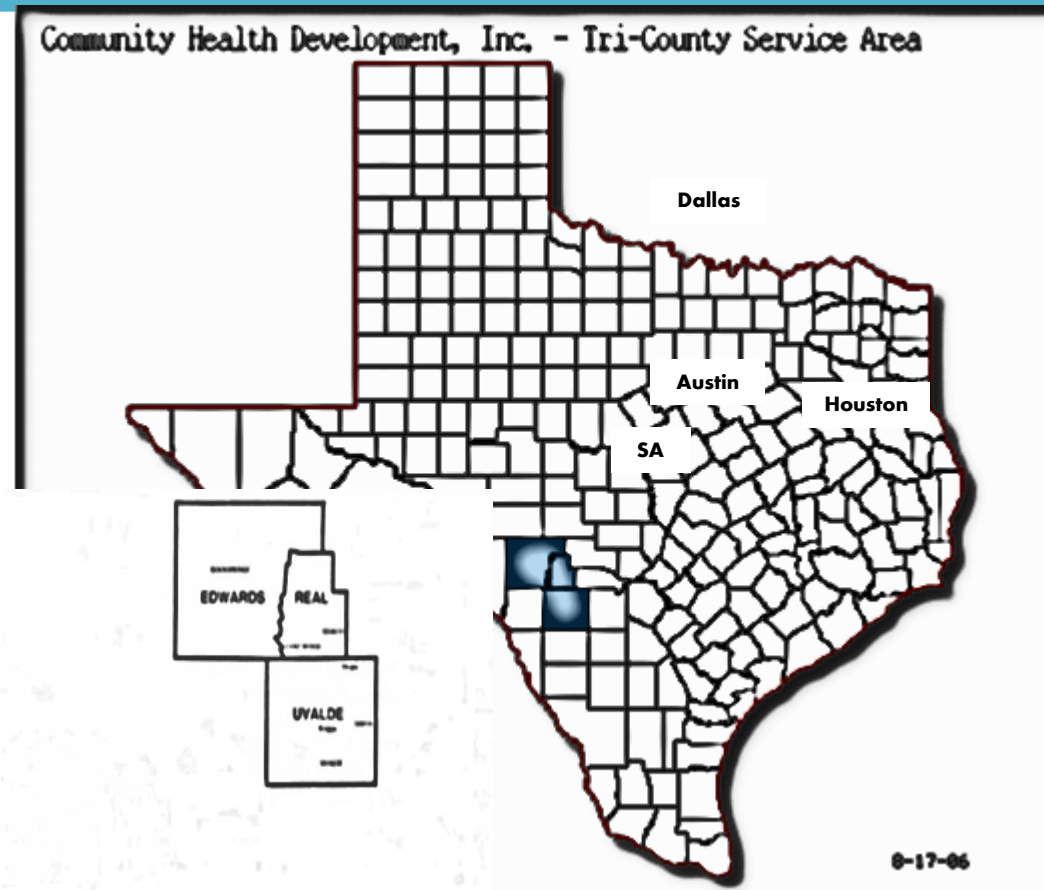 Community Health Development, Inc. - Tri-County Service Area
Dallas
Austin
Houston
SA
EDWARDS
REAL
UVALDE
8-17-06